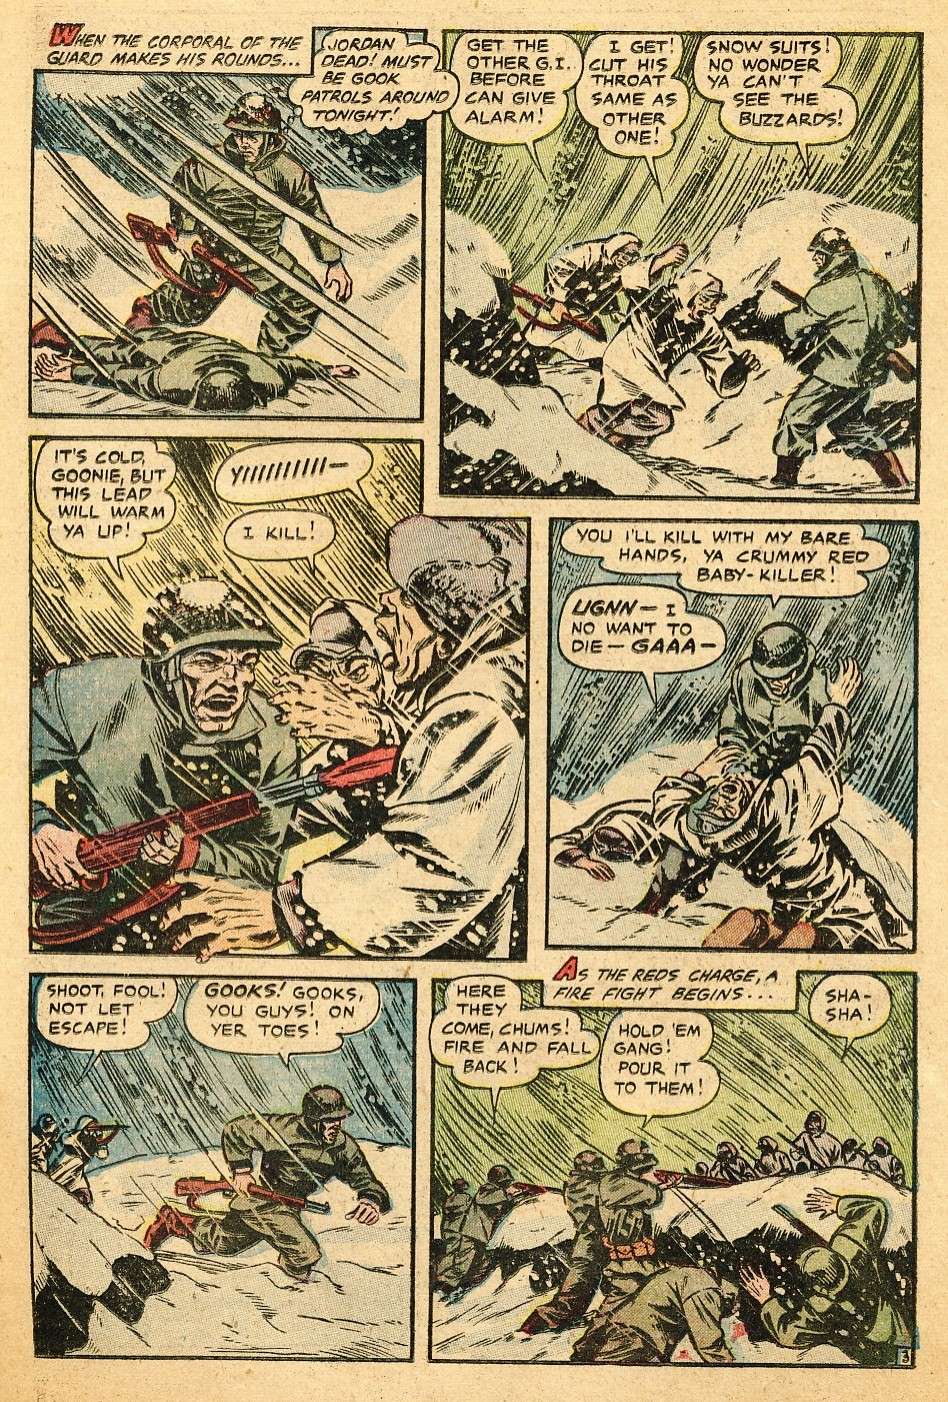 WHEN THE CORPORAL OF THE
GUARD MAKES HIS ROUNDS...
JORDAN
DEAD! MUST
BE GOOK
PATROLS AROUND
TONIGHT!
GET THE
OTHER G.I.
BEFORE
CAN GIVE
ALARM!
I GET!
CUT HIS
THROAT
SAME AS
OTHER
ONE!
SNOW SUITS!
NO WONDER
YA CAN'T
SEE THE
BUZZARDS!
IT'S COLD,
GOONIE, BUT
THIS LEAD
WILL WARM
YA UP!
YIIIIIIIIII—
I KILL!
YOU I'LL KILL WITH MY BARE
HANDS, YA CRUMMY RED
BABY-KILLER!
UGNN— I
NO WANT TO
DIE— GAAA—
SHOOT, FOOL!
NOT LET
ESCAPE!
GOOKS! GOOKS,
YOU GUYS! ON
YER TOES!
AS THE REDS CHARGE, A
FIRE FIGHT BEGINS...
HERE
THEY
COME, CHUMS!
FIRE AND FALL
BACK!
HOLD 'EM
GANG!
POUR IT
TO THEM!
SHA-
SHA!
3